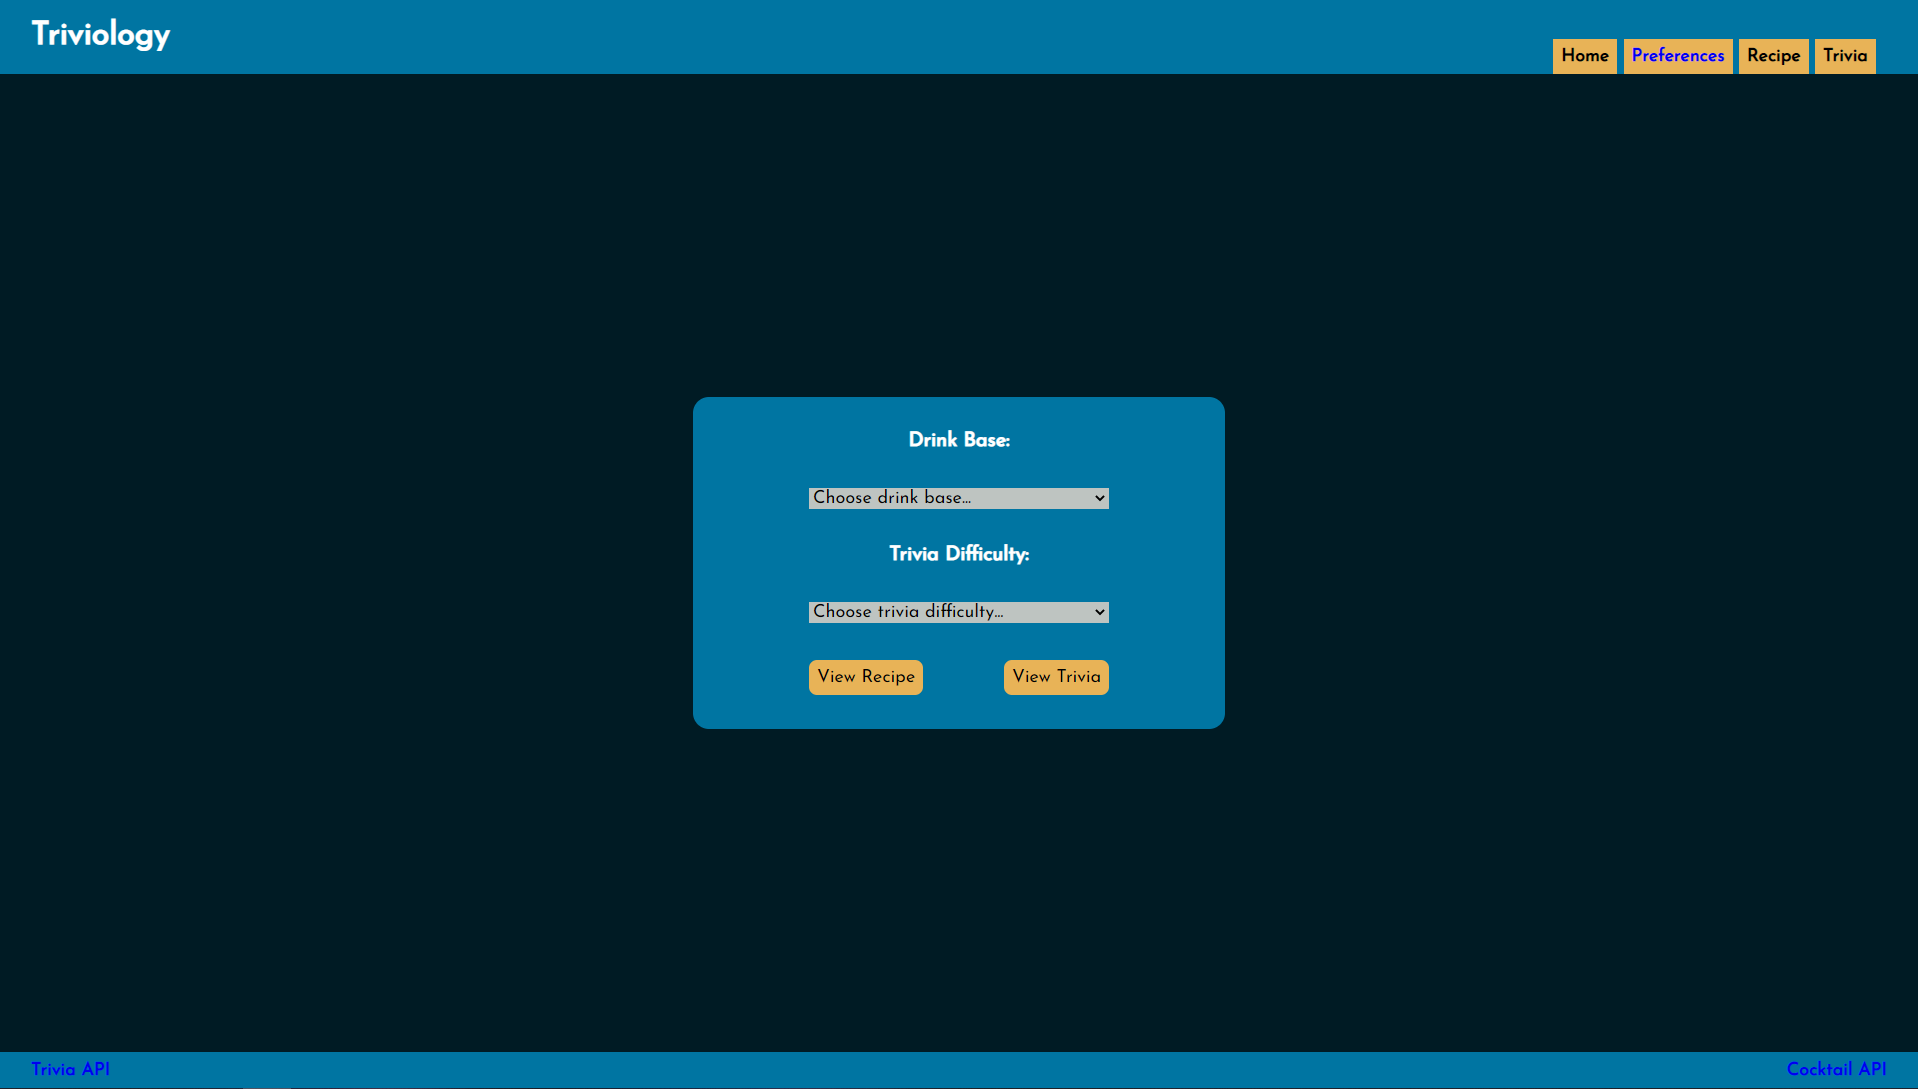 Triviology
Home Preferences Recipe Trivia
Drink Base:
Choose drink base...
Trivia Difficulty:
Choose trivia difficulty...
View Recipe View Trivia
Trivia API Cocktail API